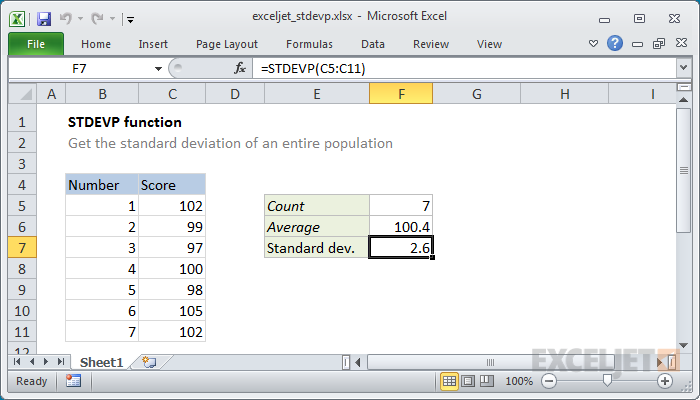 exceljet_stdevp.xlsx - Microsoft Excel
File Home Insert Page Layout Formulas Data Review View
F7 fx =STDEVP(C5:C11)
A B C D E F G H I
1 STDEVP function
2 Get the standard deviation of an entire population
3
4 Number Score
5 1 102 Count 7
6 2 99 Average 100.4
7 3 97 Standard dev. 2.6
8 4 100
9 5 98
10 6 105
11 7 102
12
Sheet1
EXCELJET
Ready 100%